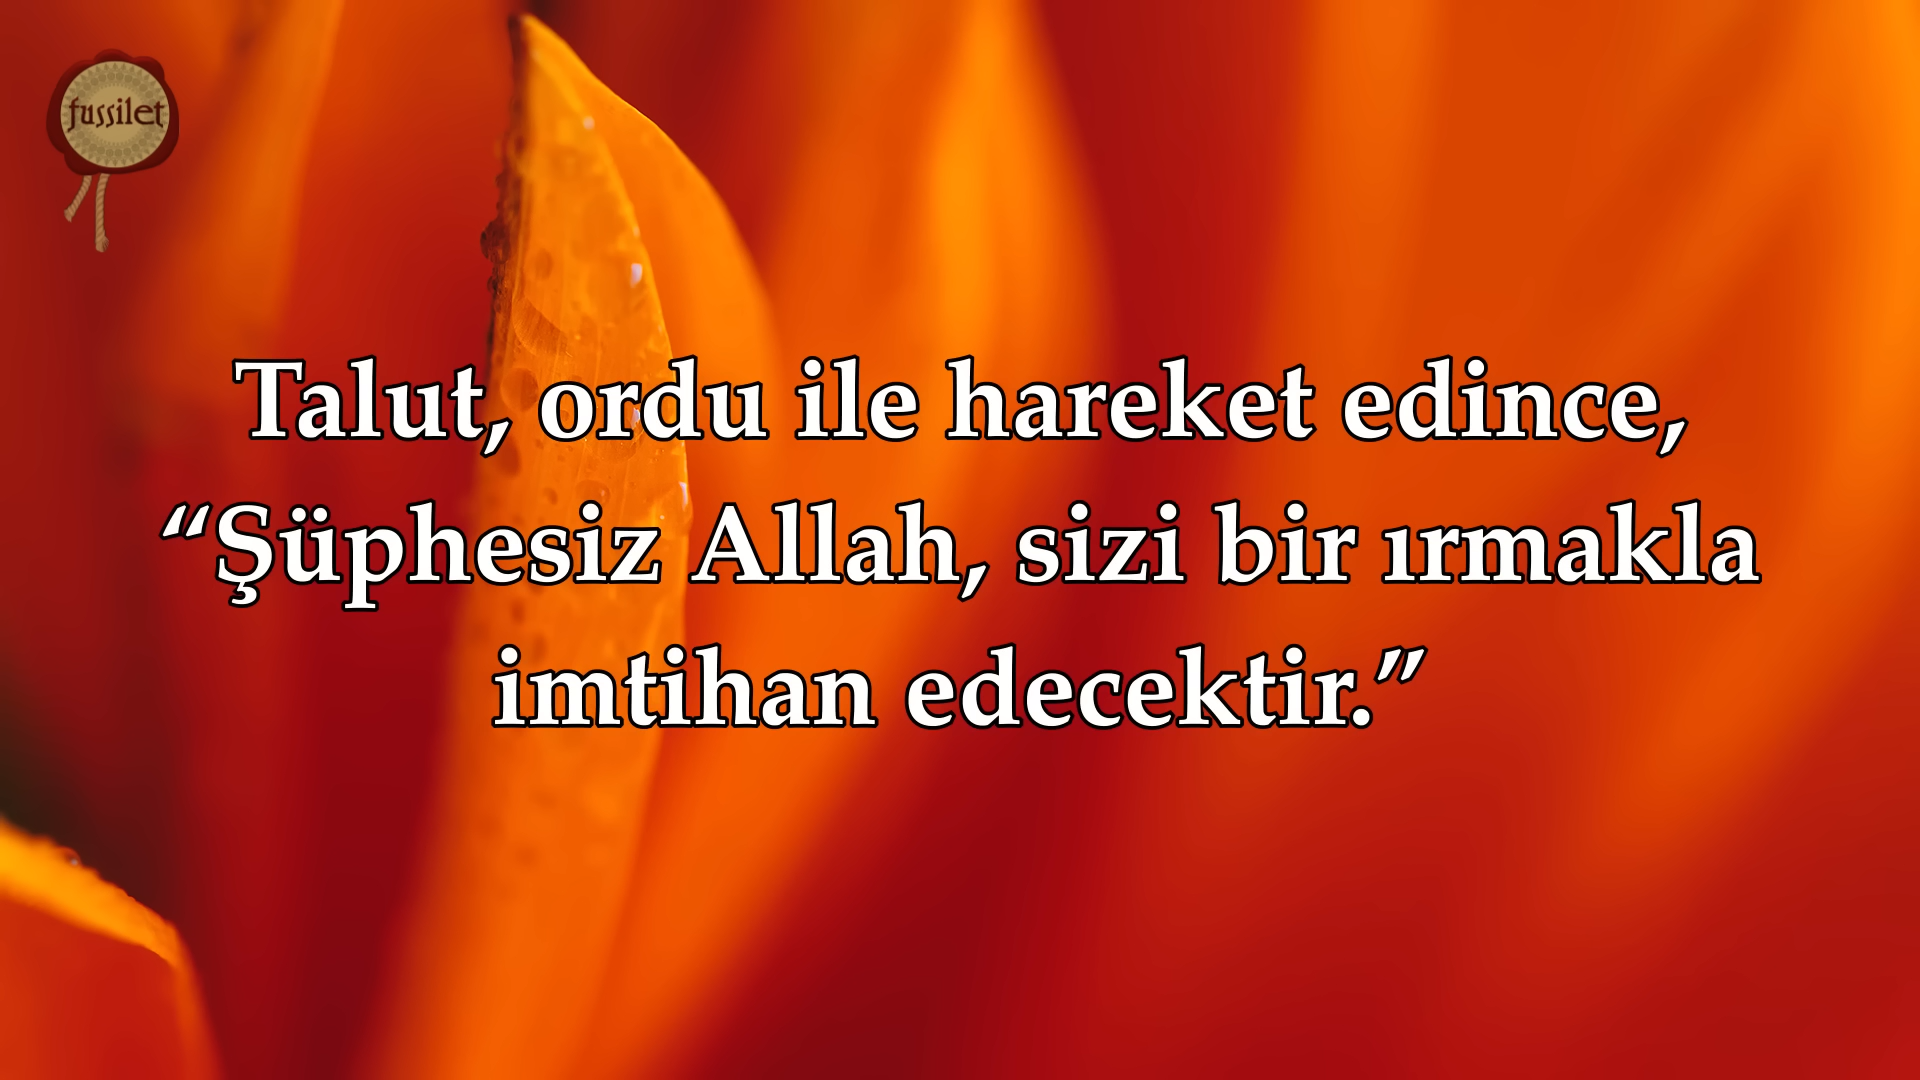 fussilet
Talut, ordu ile hareket edince,
“Şüphesiz Allah, sizi bir ırmakla
imtihan edecektir.”